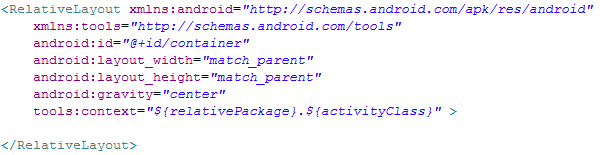 <RelativeLayout xmlns:android="http://schemas.android.com/apk/res/android"
    xmlns:tools="http://schemas.android.com/tools"
    android:id="@+id/container"
    android:layout_width="match_parent"
    android:layout_height="match_parent"
    android:gravity="center"
    tools:context="${relativePackage}.${activityClass}" >

</RelativeLayout>